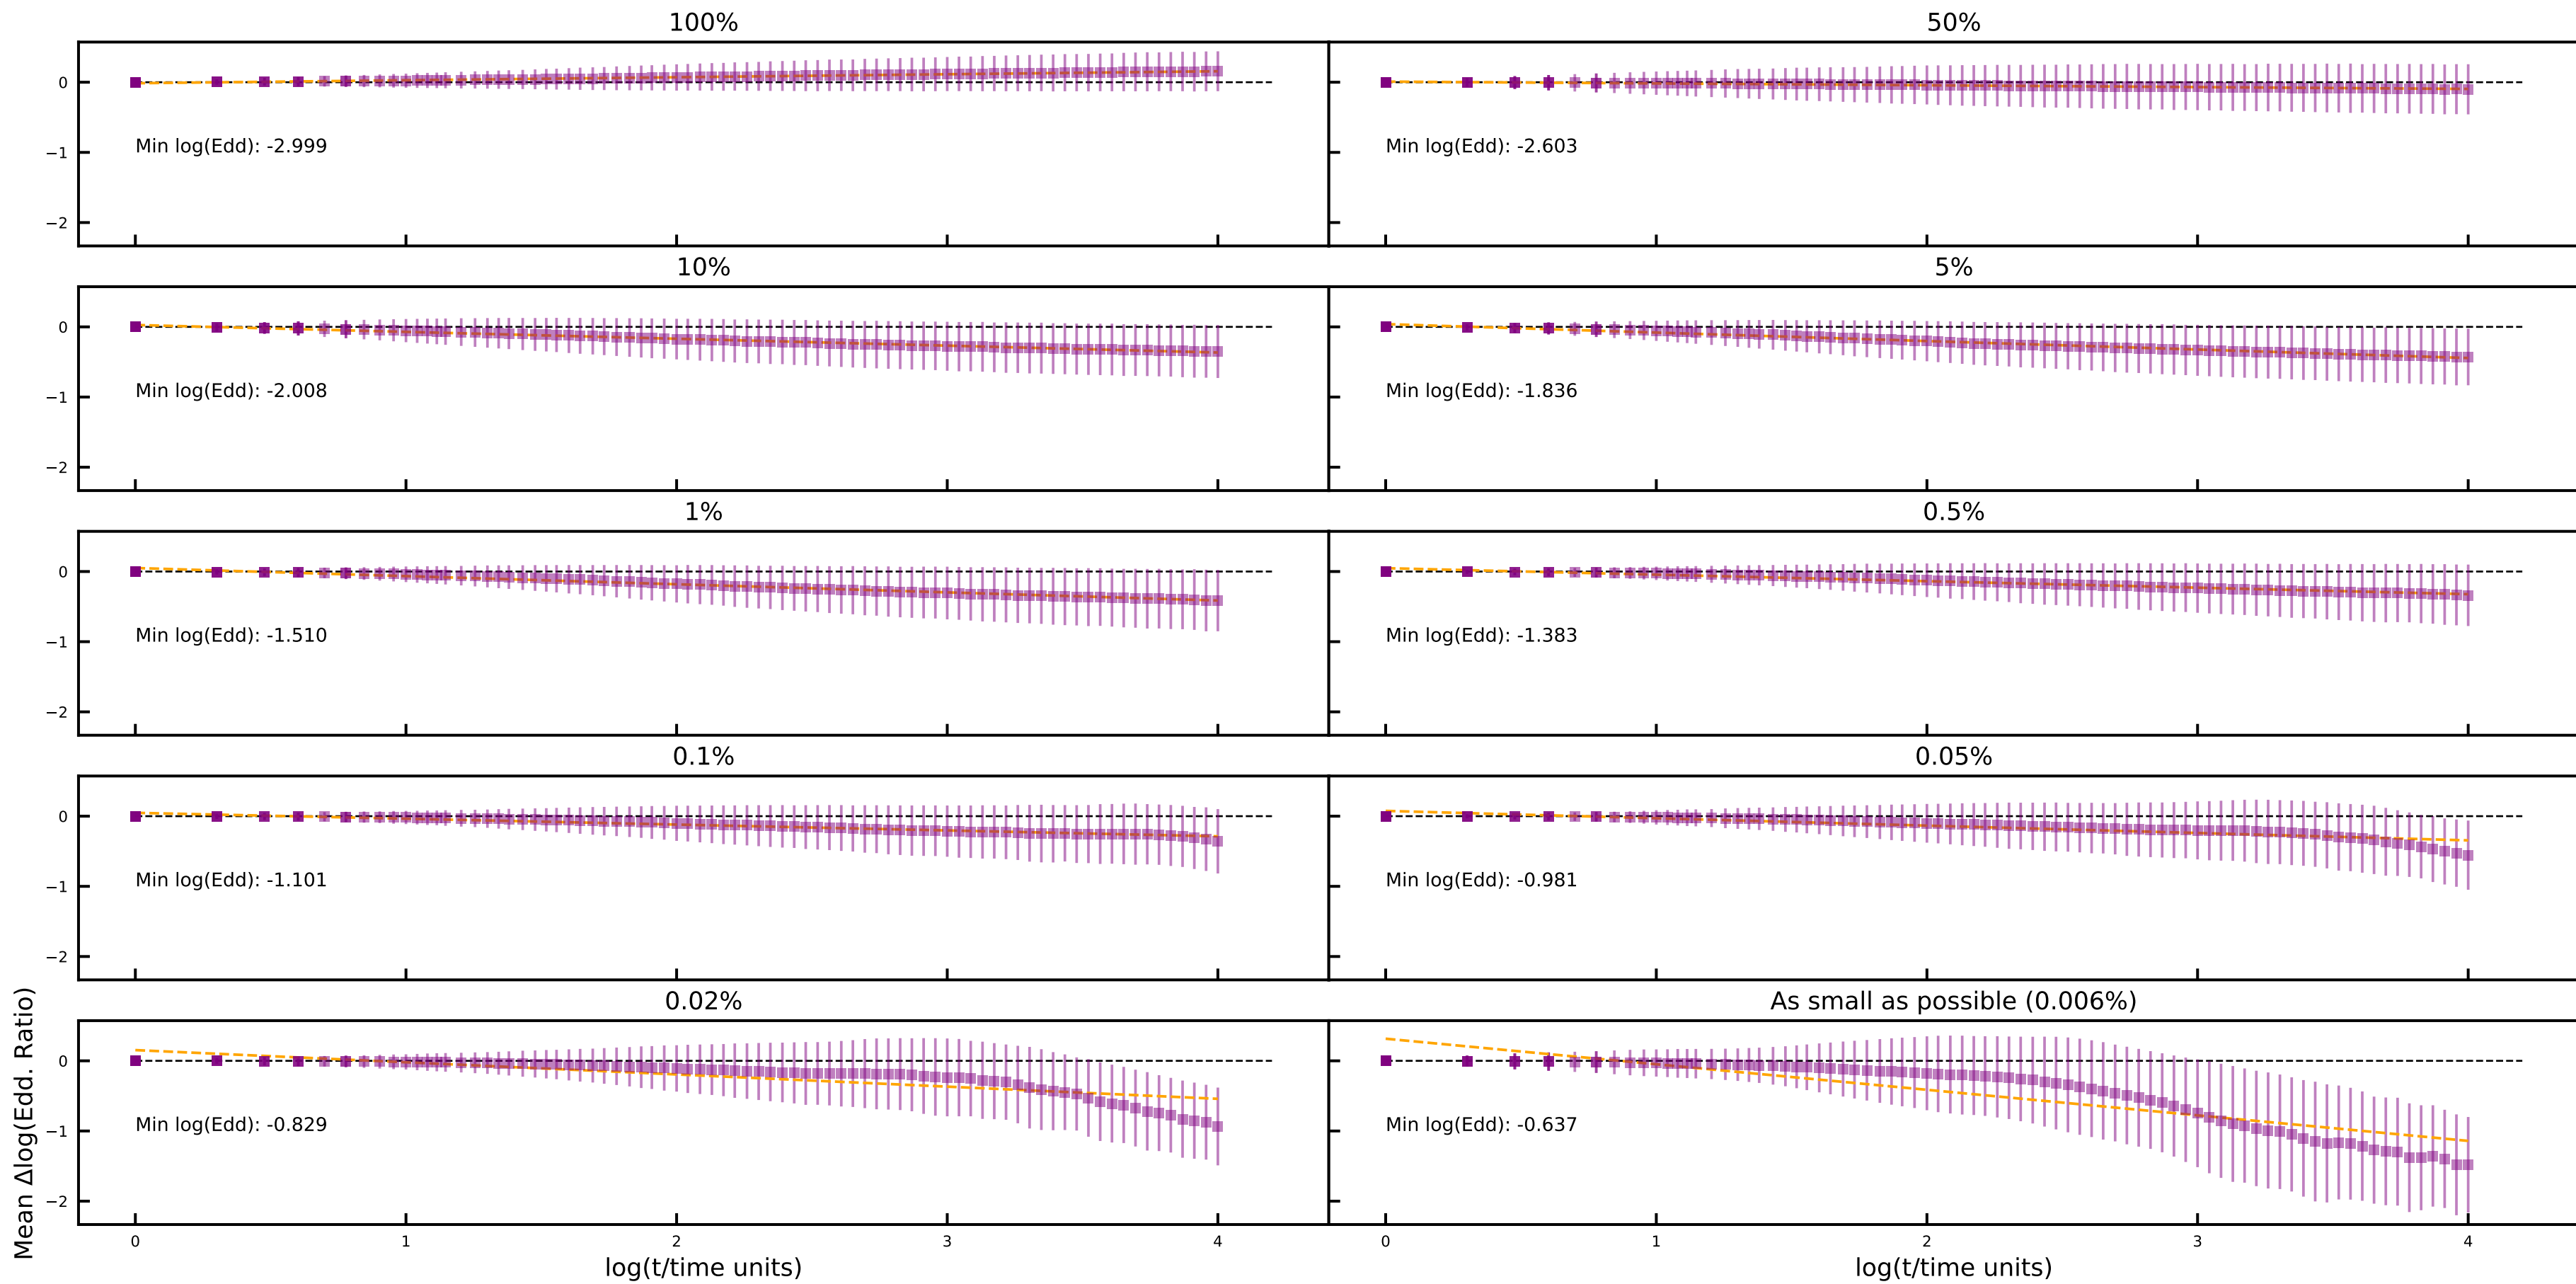 100%
50%
0
−1
−2
Min log(Edd): -2.999
Min log(Edd): -2.603
10%
5%
0
−1
−2
Min log(Edd): -2.008
Min log(Edd): -1.836
1%
0.5%
0
−1
−2
Min log(Edd): -1.510
Min log(Edd): -1.383
0.1%
0.05%
0
−1
−2
Min log(Edd): -1.101
Min log(Edd): -0.981
0.02%
As small as possible (0.006%)
0
−1
−2
Min log(Edd): -0.829
Min log(Edd): -0.637
Mean Δlog(Edd. Ratio)
0 1 2 3 4
0 1 2 3 4
log(t/time units)
log(t/time units)